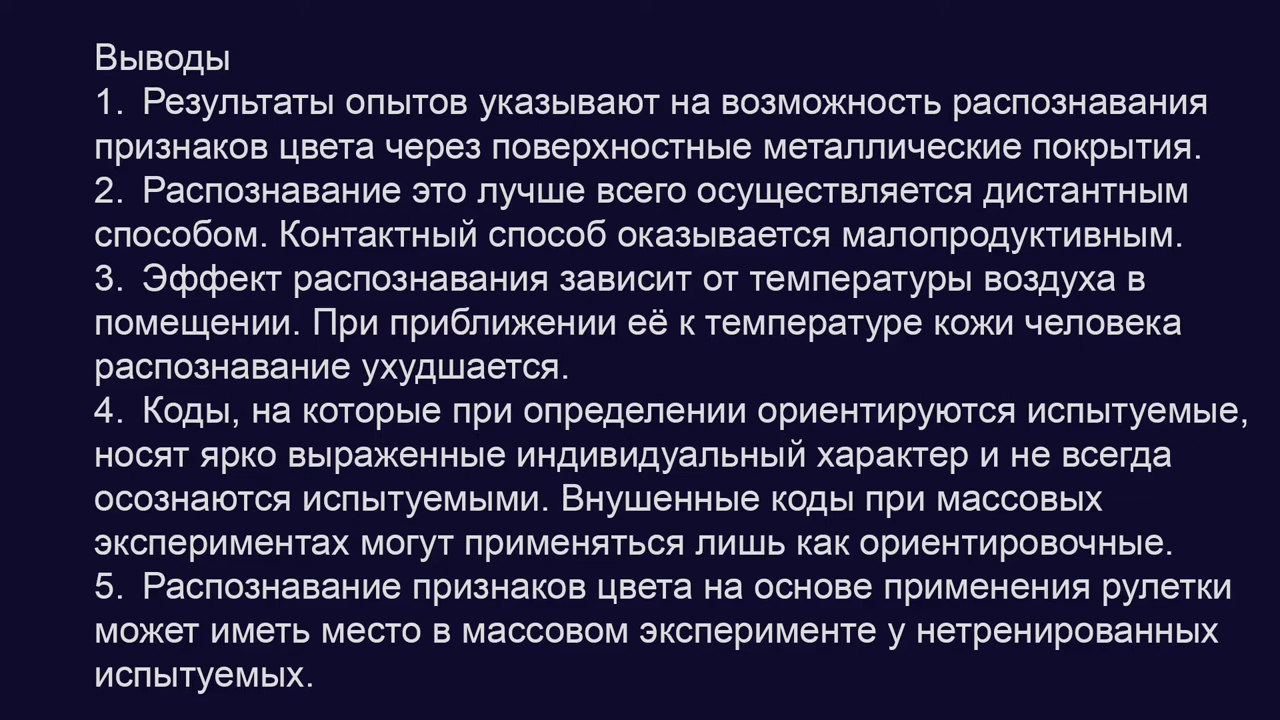 Выводы
1. Результаты опытов указывают на возможность распознавания
признаков цвета через поверхностные металлические покрытия.
2. Распознавание это лучше всего осуществляется дистантным
способом. Контактный способ оказывается малопродуктивным.
3. Эффект распознавания зависит от температуры воздуха в
помещении. При приближении её к температуре кожи человека
распознавание ухудшается.
4. Коды, на которые при определении ориентируются испытуемые,
носят ярко выраженные индивидуальный характер и не всегда
осознаются испытуемыми. Внушенные коды при массовых
экспериментах могут применяться лишь как ориентировочные.
5. Распознавание признаков цвета на основе применения рулетки
может иметь место в массовом эксперименте у нетренированных
испытуемых.